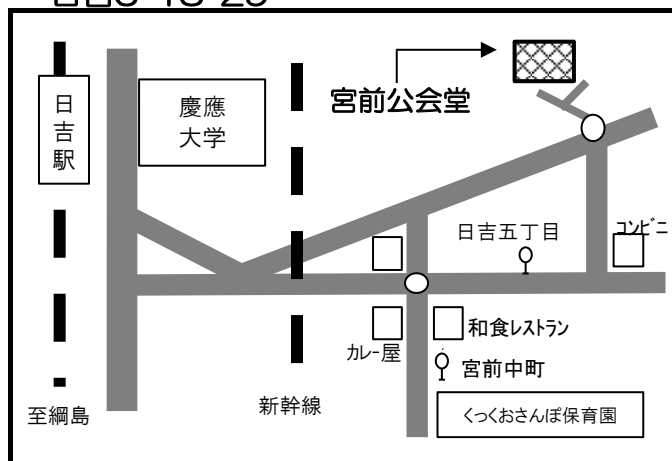 宮前公会堂
日吉駅
慶應
大学
日吉五丁目
コンビニ
カレー屋
和食レストラン
宮前中町
新幹線
至綱島
くっくおさんぽ保育園